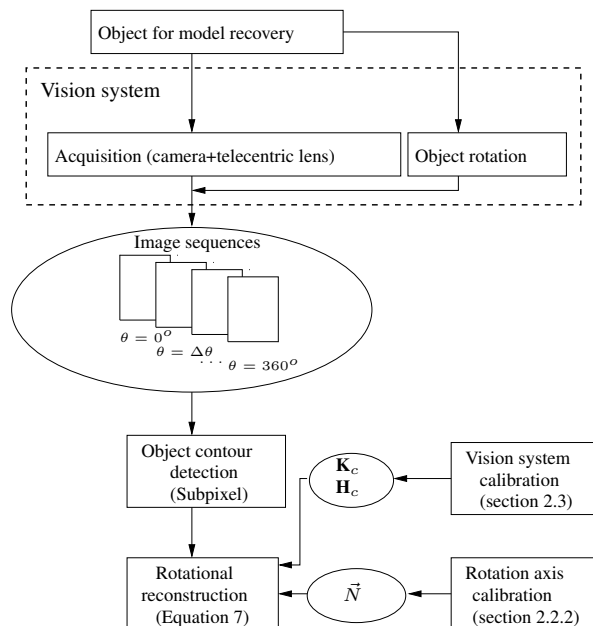 Object for model recovery
Vision system
Acquisition (camera+telecentric lens)
Object rotation
Image sequences
θ = 0°
θ = Δθ
... θ = 360°
Object contour
detection
(Subpixel)
K_c
H_c
Vision system
calibration
(section 2.3)
Rotational
reconstruction
(Equation 7)
N⃗
Rotation axis
calibration
(section 2.2.2)